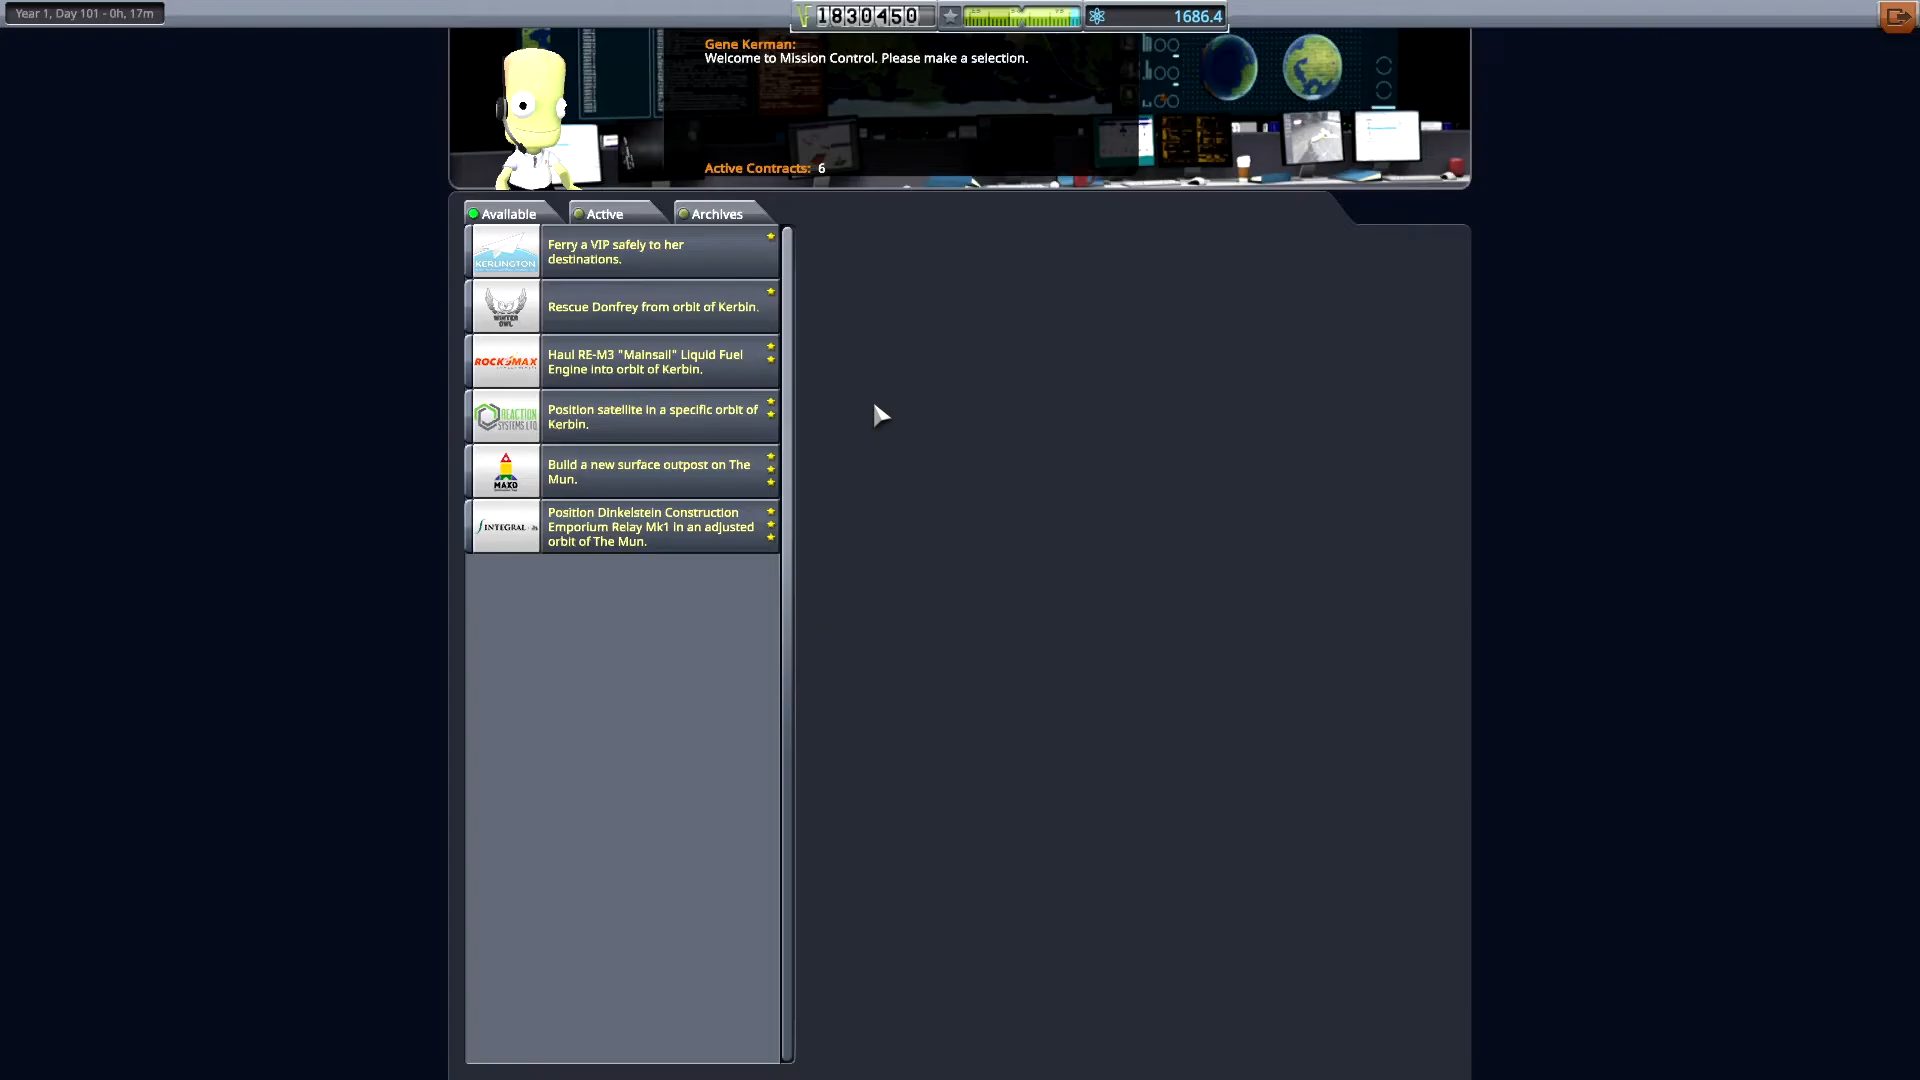 Year 1, Day 101 - 0h, 17m
1830450
1686.4
Gene Kerman:
Welcome to Mission Control. Please make a selection.
Active Contracts: 6
Available
Active
Archives
KERLINGTON
Ferry a VIP safely to her
destinations.
WINTER
OWL
Rescue Donfrey from orbit of Kerbin.
ROCKOMAX
Haul RE-M3 "Mainsail" Liquid Fuel
Engine into orbit of Kerbin.
REACTION
SYSTEMS LTD
Position satellite in a specific orbit of
Kerbin.
MAXO
Build a new surface outpost on The
Mun.
INTEGRAL
Position Dinkelstein Construction
Emporium Relay Mk1 in an adjusted
orbit of The Mun.